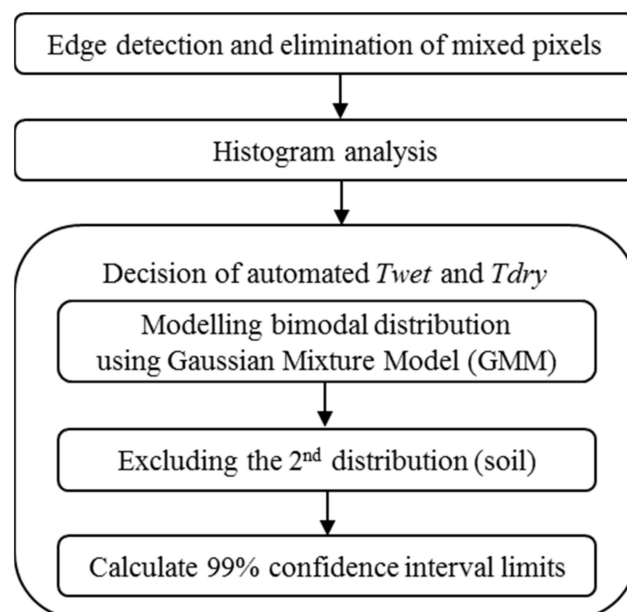 Edge detection and elimination of mixed pixels
Histogram analysis
Decision of automated Twet and Tdry
Modelling bimodal distribution
using Gaussian Mixture Model (GMM)
Excluding the 2nd distribution (soil)
Calculate 99% confidence interval limits